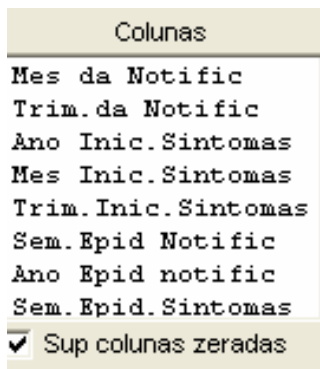 Colunas
Mes da Notific
Trim.da Notific
Ano Inic.Sintomas
Mes Inic.Sintomas
Trim.Inic.Sintomas
Sem.Epid Notific
Ano Epid notific
Sem.Epid.Sintomas
Sup colunas zeradas